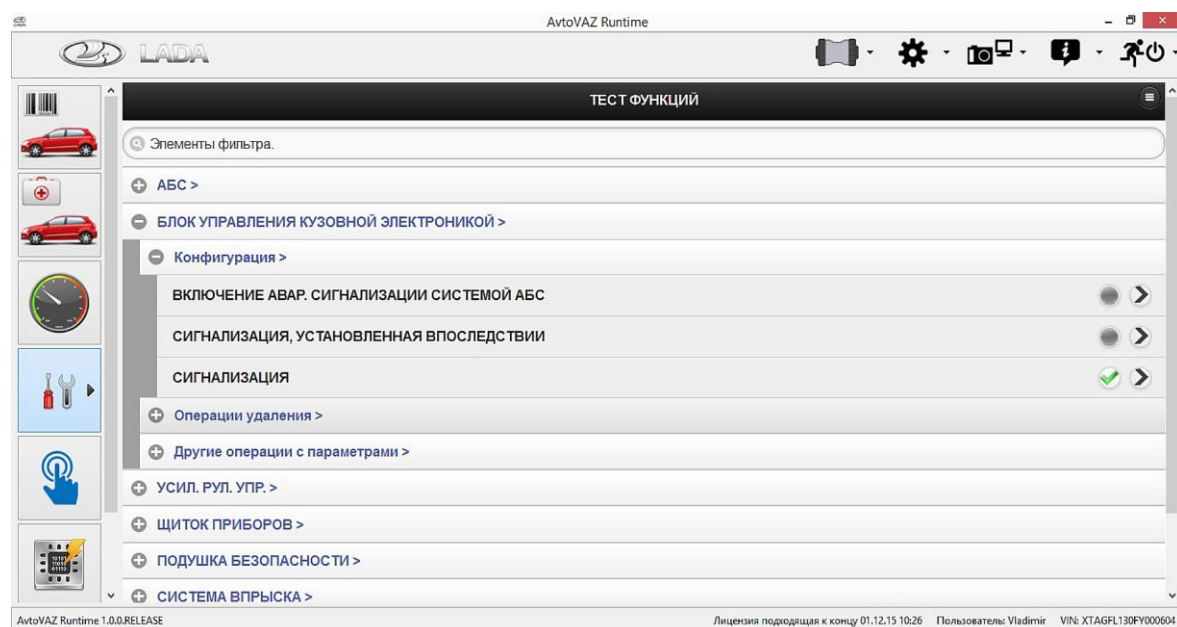 AvtoVAZ Runtime
LADA
ТЕСТ ФУНКЦИЙ
Элементы фильтра.
АБС >
БЛОК УПРАВЛЕНИЯ КУЗОВНОЙ ЭЛЕКТРОНИКОЙ >
Конфигурация >
ВКЛЮЧЕНИЕ АВАР. СИГНАЛИЗАЦИИ СИСТЕМОЙ АБС
СИГНАЛИЗАЦИЯ, УСТАНОВЛЕННАЯ ВПОСЛЕДСТВИИ
СИГНАЛИЗАЦИЯ
Операции удаления >
Другие операции с параметрами >
УСИЛ. РУЛ. УПР. >
ЩИТОК ПРИБОРОВ >
ПОДУШКА БЕЗОПАСНОСТИ >
СИСТЕМА ВПРЫСКА >
AvtoVAZ Runtime 1.0.0.RELEASE Лицензия подходящая к концу 01.12.15 10:26 Пользователь: Vladimir VIN: XTAGFL130FY000604